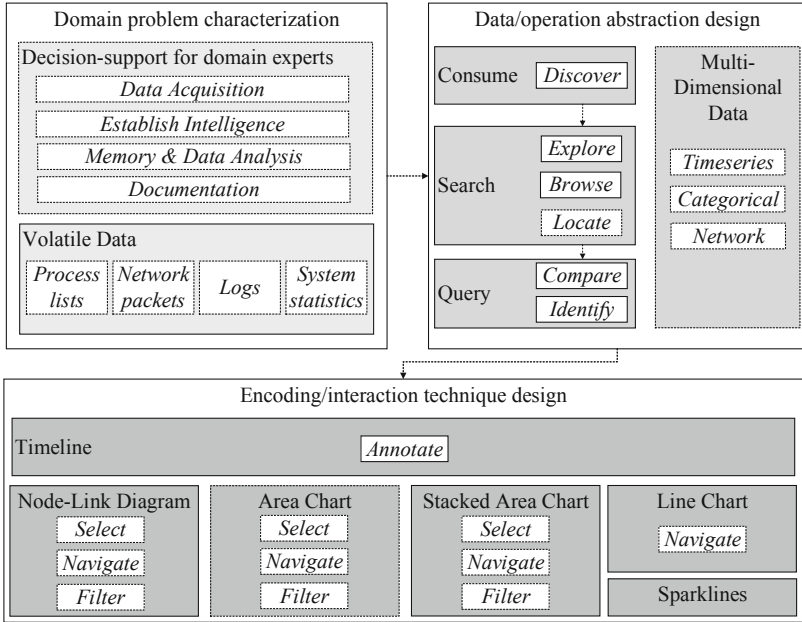 Domain problem characterization
Decision-support for domain experts
Data Acquisition
Establish Intelligence
Memory & Data Analysis
Documentation
Volatile Data
Process
lists
Network
packets
Logs
System
statistics
Data/operation abstraction design
Consume
Discover
Search
Explore
Browse
Locate
Query
Compare
Identify
Multi-
Dimensional
Data
Timeseries
Categorical
Network
Encoding/interaction technique design
Timeline
Annotate
Node-Link Diagram
Select
Navigate
Filter
Area Chart
Select
Navigate
Filter
Stacked Area Chart
Select
Navigate
Filter
Line Chart
Navigate
Sparklines